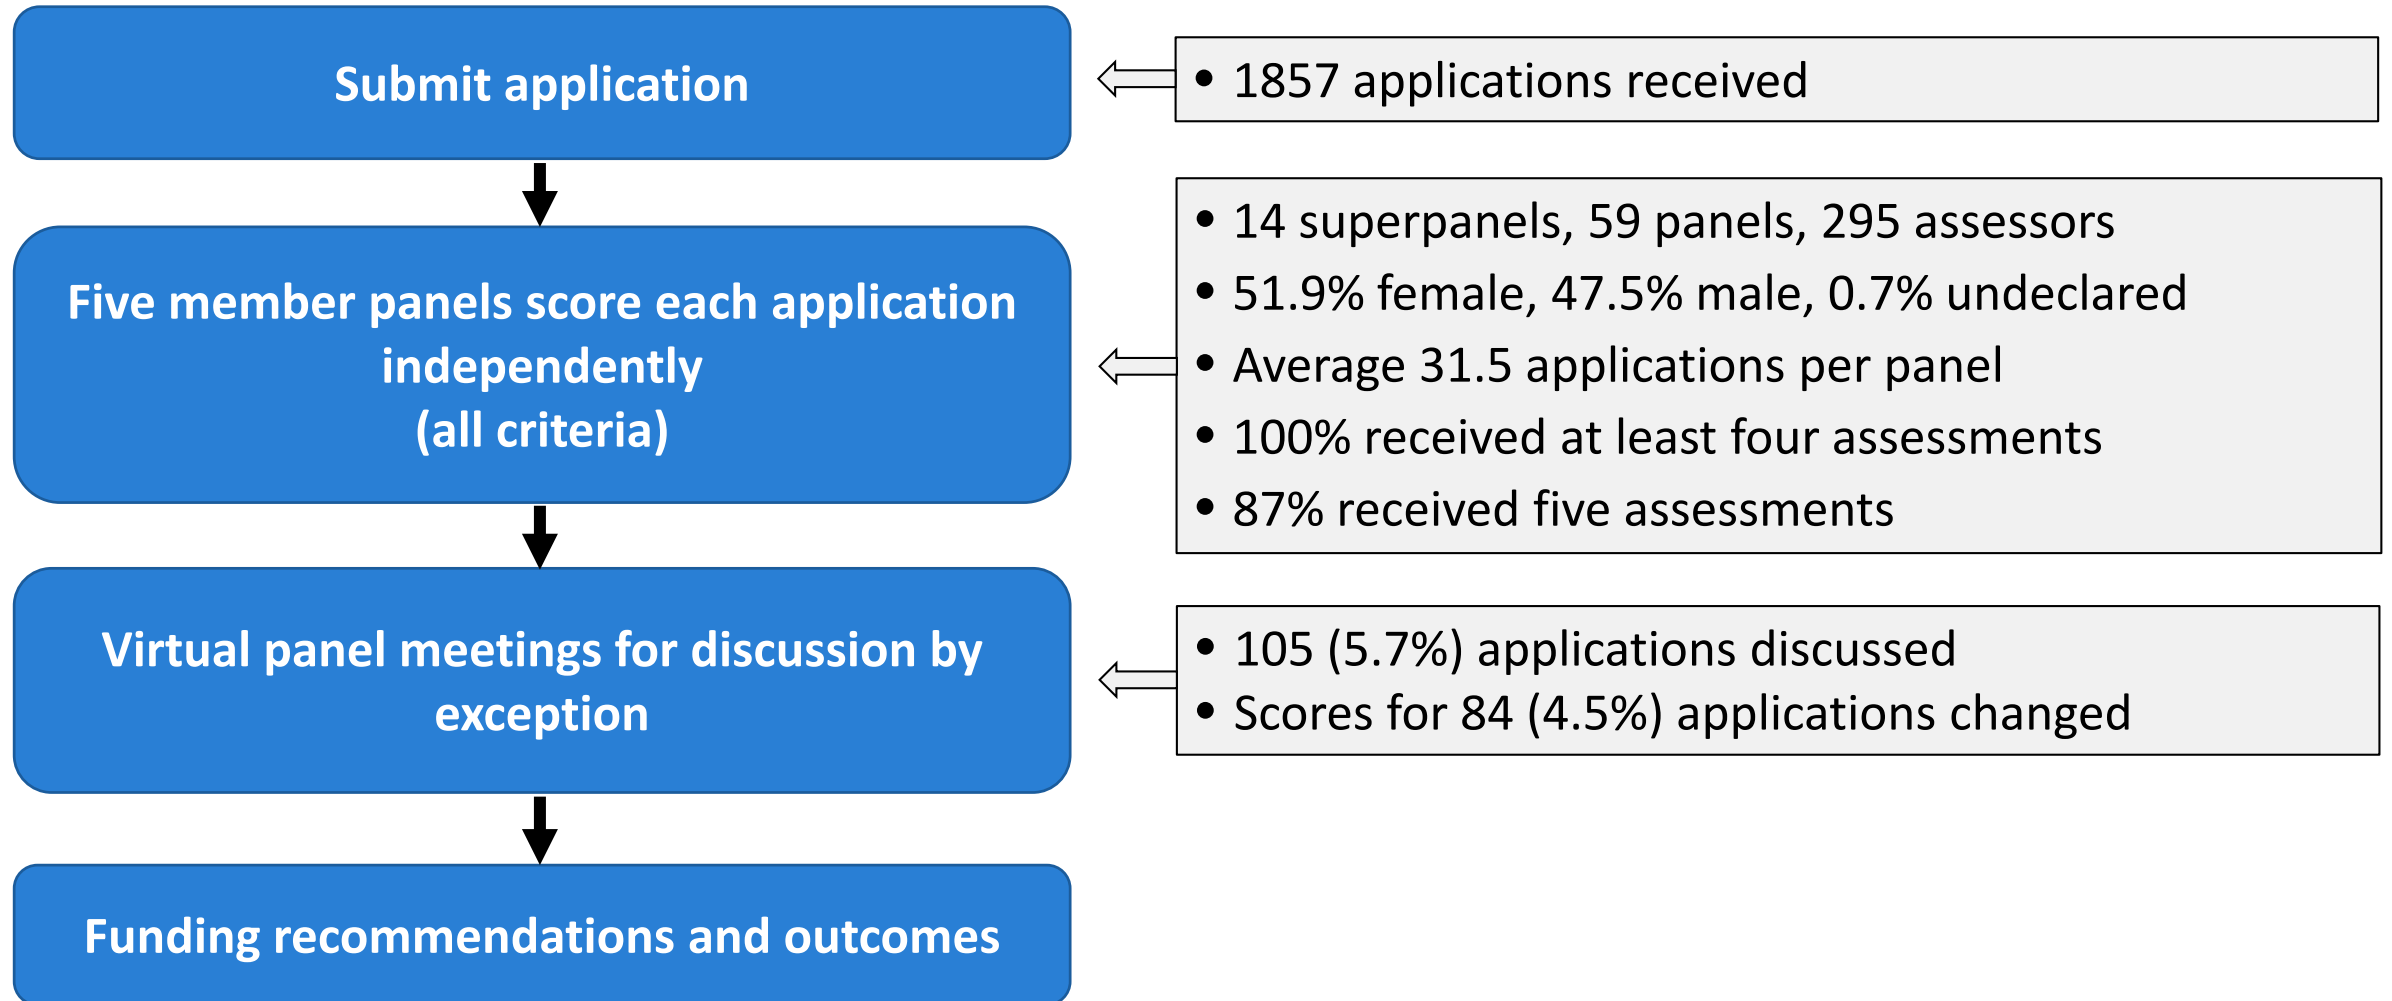 Submit application
• 1857 applications received
Five member panels score each application
independently
(all criteria)
• 14 superpanels, 59 panels, 295 assessors
• 51.9% female, 47.5% male, 0.7% undeclared
• Average 31.5 applications per panel
• 100% received at least four assessments
• 87% received five assessments
Virtual panel meetings for discussion by
exception
• 105 (5.7%) applications discussed
• Scores for 84 (4.5%) applications changed
Funding recommendations and outcomes